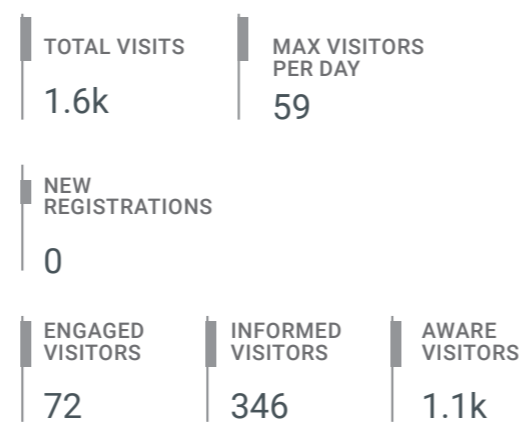 TOTAL VISITS
1.6k
MAX VISITORS
PER DAY
59
NEW
REGISTRATIONS
0
ENGAGED
VISITORS
72
INFORMED
VISITORS
346
AWARE
VISITORS
1.1k